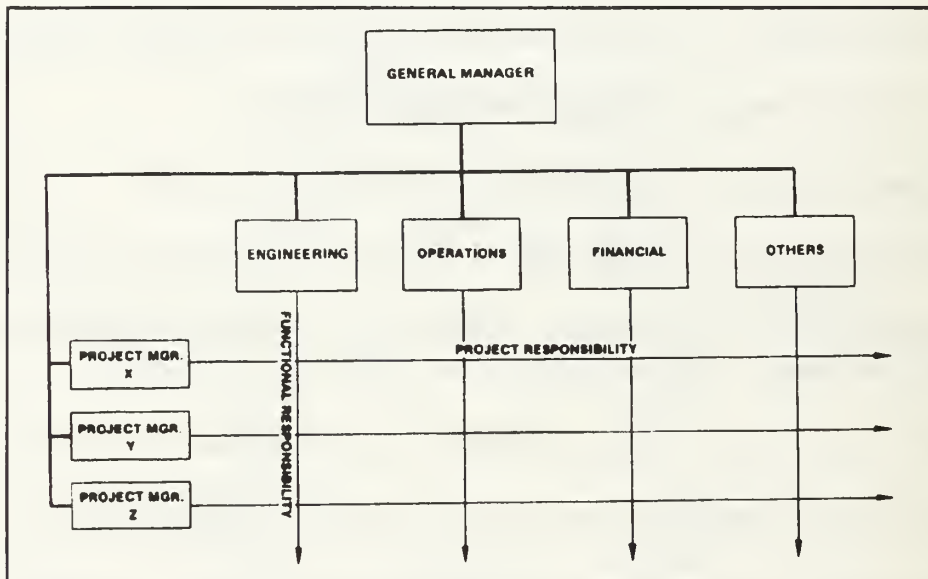 GENERAL MANAGER
ENGINEERING
OPERATIONS
FINANCIAL
OTHERS
FUNCTIONAL RESPONSIBILITY
PROJECT RESPONSIBILITY
PROJECT MGR.
X
PROJECT MGR.
Y
PROJECT MGR.
Z